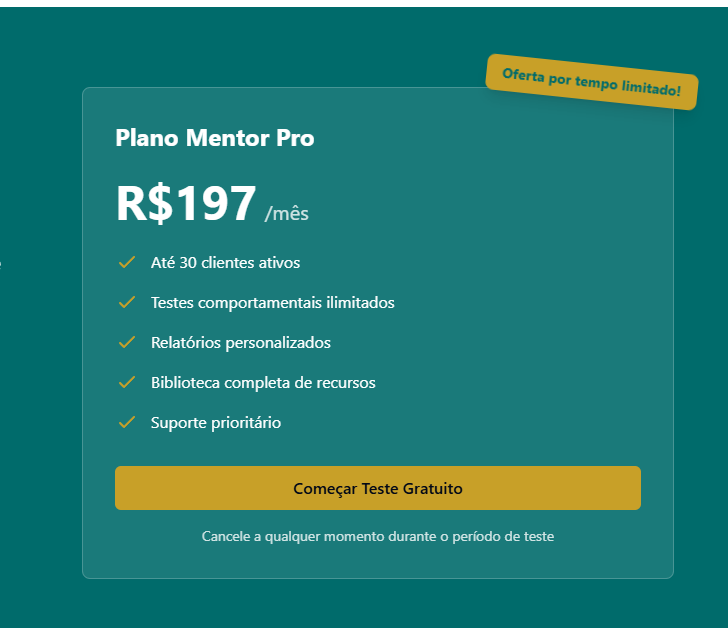 Oferta por tempo limitado!
Plano Mentor Pro
R$197 /mês
Até 30 clientes ativos
Testes comportamentais ilimitados
Relatórios personalizados
Biblioteca completa de recursos
Suporte prioritário
Começar Teste Gratuito
Cancele a qualquer momento durante o período de teste